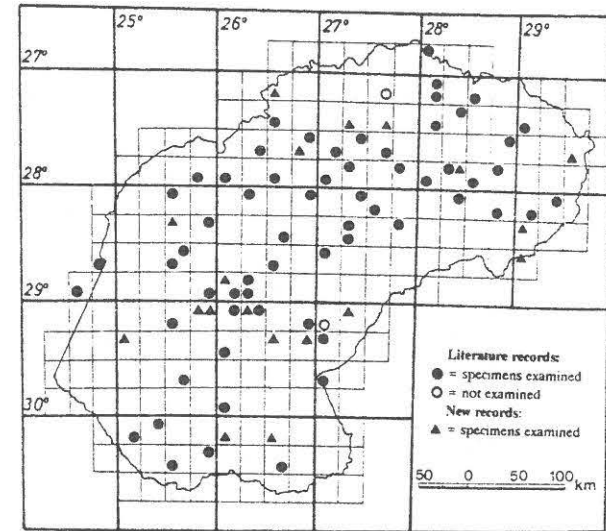 25° 26° 27° 28° 29°
27°
28°
29°
30°
Literature records:
● = specimens examined
○ = not examined
New records:
▲ = specimens examined
50 0 50 100 km